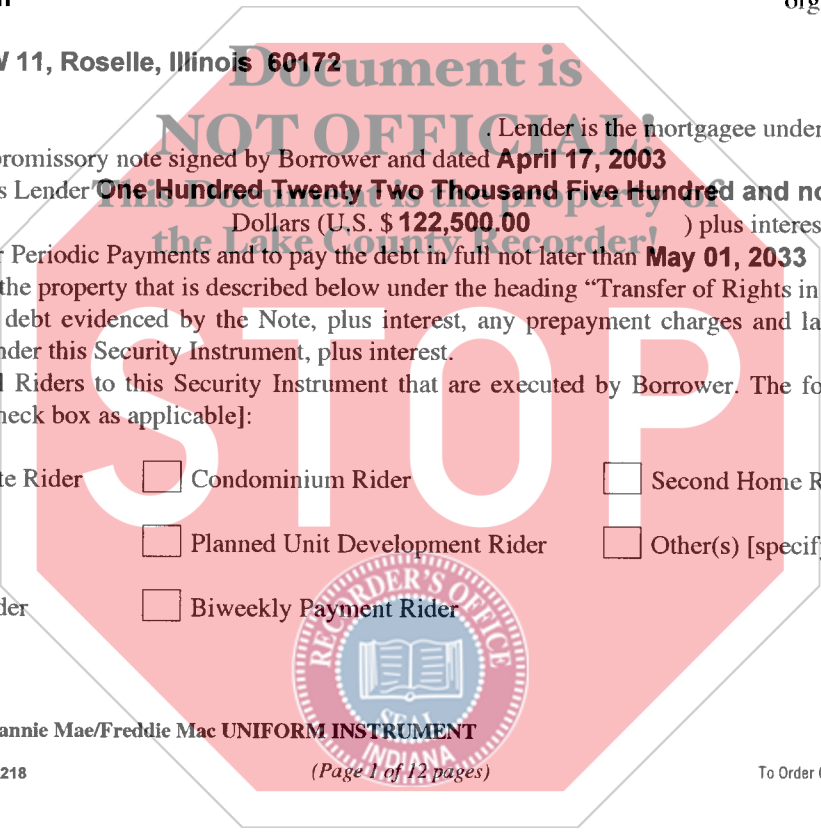 11, Roselle, Illinois 60172
Document is
NOT OFFICIAL!
. Lender is the mortgagee under
promissory note signed by Borrower and dated April 17, 2003
s Lender One Hundred Twenty Two Thousand Five Hundred and no
This Document is the property of
Dollars (U.S. $ 122,500.00 ) plus interes
the Lake County Recorder!
Periodic Payments and to pay the debt in full not later than May 01, 2033
the property that is described below under the heading “Transfer of Rights in
debt evidenced by the Note, plus interest, any prepayment charges and la
nder this Security Instrument, plus interest.
Riders to this Security Instrument that are executed by Borrower. The fo
heck box as applicable]:
STOP
te Rider Condominium Rider Second Home R
Planned Unit Development Rider Other(s) [specify
der Biweekly Payment Rider
RECORDER'S OFFICE
SEAL
INDIANA
annie Mae/Freddie Mac UNIFORM INSTRUMENT
218 (Page 1 of 12 pages) To Order